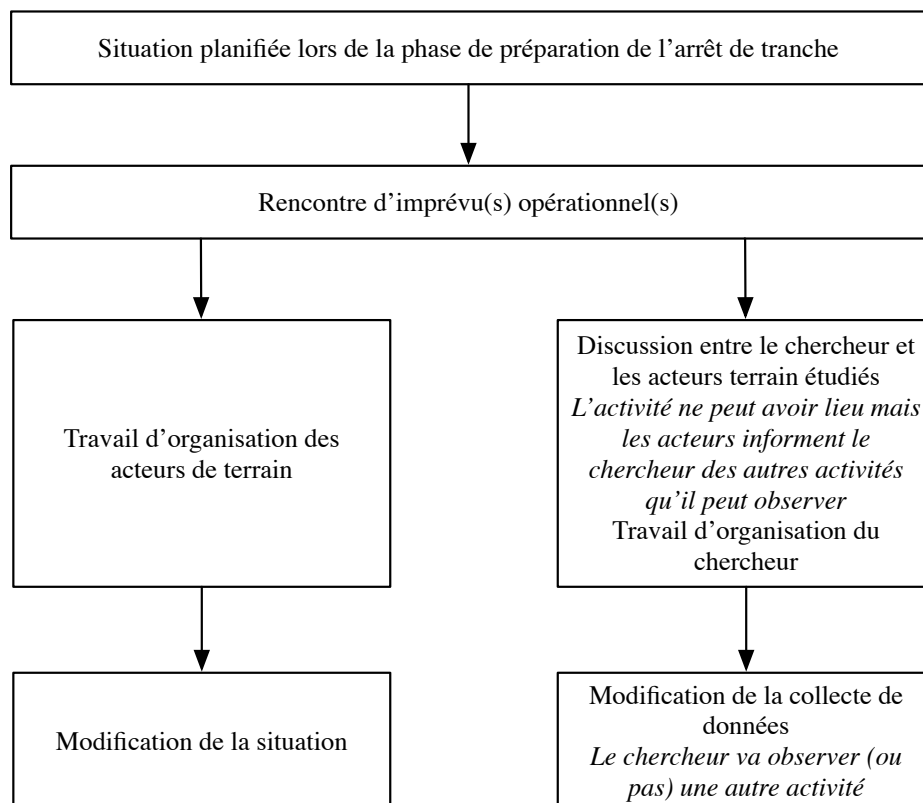 Situation planifiée lors de la phase de préparation de l’arrêt de tranche
Rencontre d’imprévu(s) opérationnel(s)
Travail d’organisation des
acteurs de terrain
Discussion entre le chercheur et
les acteurs terrain étudiés
L’activité ne peut avoir lieu mais
les acteurs informent le
chercheur des autres activités
qu’il peut observer
Travail d’organisation du
chercheur
Modification de la situation
Modification de la collecte de
données
Le chercheur va observer (ou
pas) une autre activité